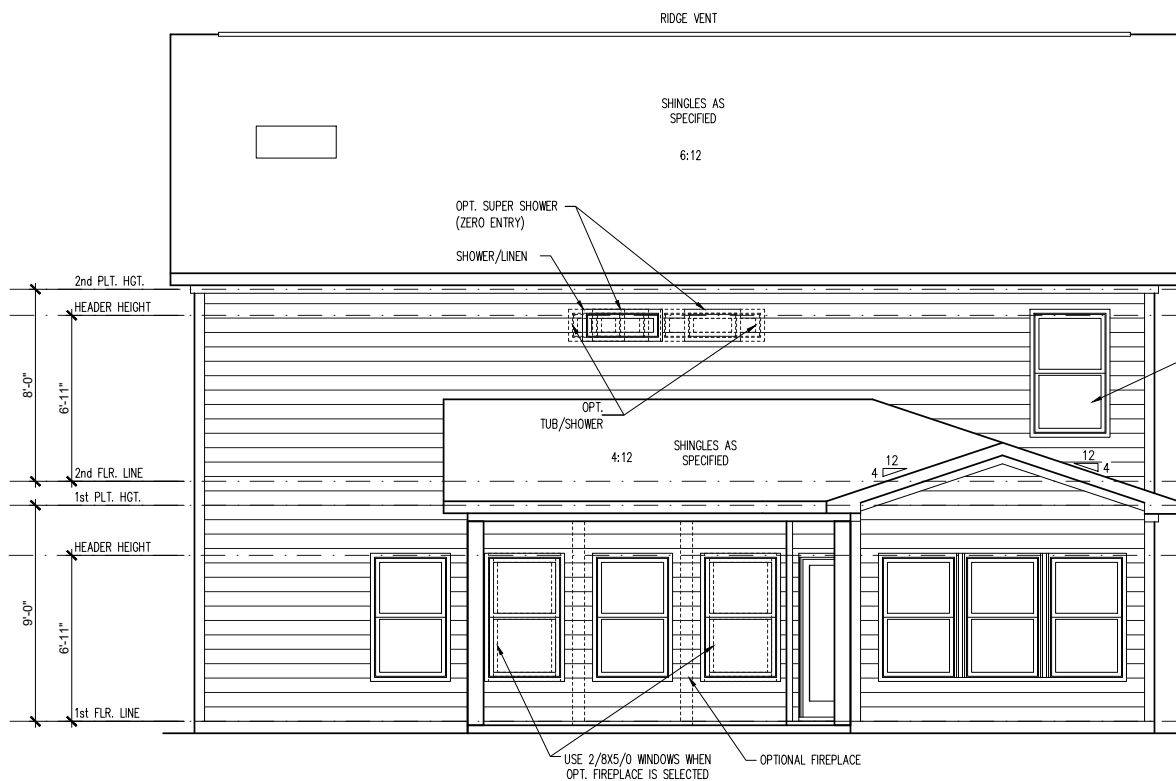 RIDGE VENT
SHINGLES AS
SPECIFIED
6:12
OPT. SUPER SHOWER
(ZERO ENTRY)
SHOWER/LINEN
2nd PLT. HGT.
HEADER HEIGHT
8'-0"
6'-11"
OPT.
TUB/SHOWER
4:12
SHINGLES AS
SPECIFIED
12
4
12
4
2nd FLR. LINE
1st PLT. HGT.
HEADER HEIGHT
9'-0"
6'-11"
1st FLR. LINE
USE 2/8X5/0 WINDOWS WHEN
OPT. FIREPLACE IS SELECTED
OPTIONAL FIREPLACE